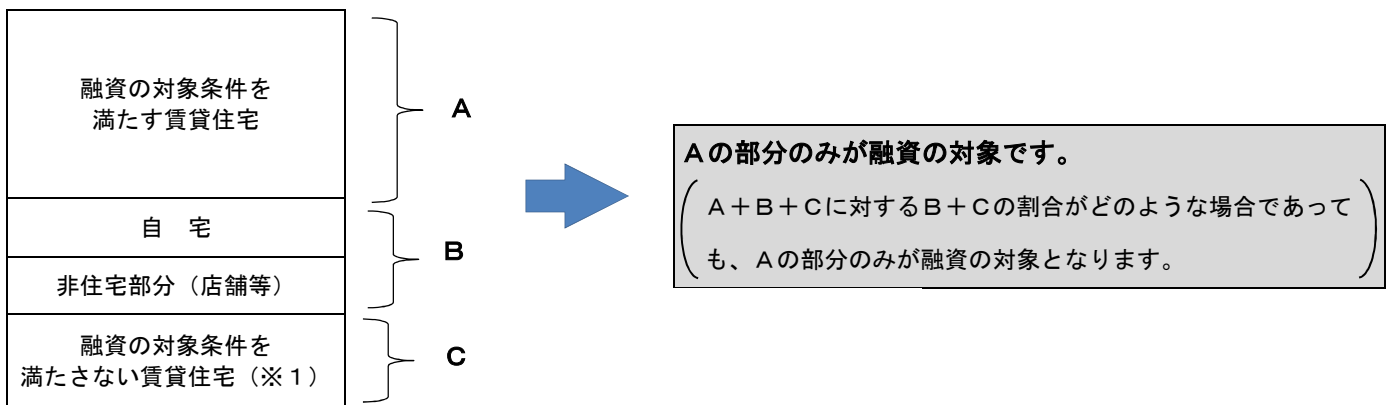 融資の対象条件を
満たす賃貸住宅
A
自　宅
B
非住宅部分（店舗等）
融資の対象条件を
満たさない賃貸住宅（※１）
C
Ａの部分のみが融資の対象です。
Ａ＋Ｂ＋Ｃに対するＢ＋Ｃの割合がどのような場合であって
も、Ａの部分のみが融資の対象となります。